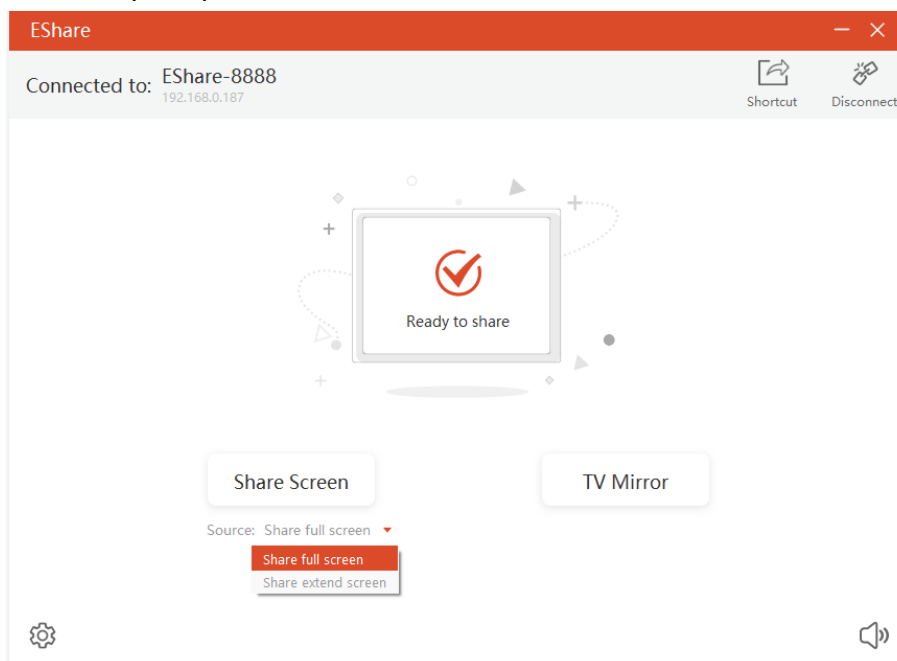 EShare
Connected to: EShare-8888
192.168.0.187
Shortcut
Disconnect
Ready to share
Share Screen
TV Mirror
Source: Share full screen
Share full screen
Share extend screen